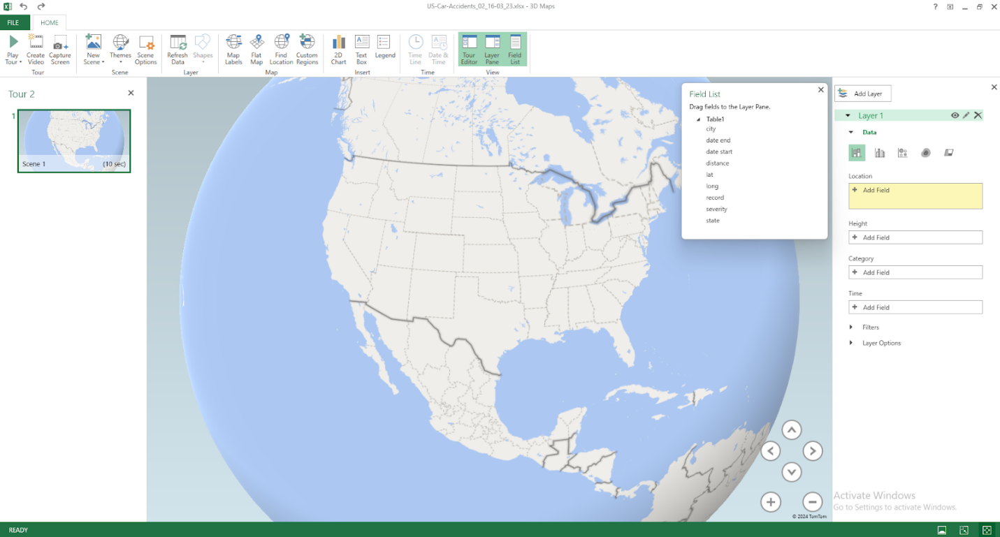 US-Car-Accidents_02_16-03_23.xlsx - 3D Maps
?
FILE
HOME
Play Tour
Create Video
Capture Screen
Tour
New Scene
Themes
Scene Options
Scene
Refresh Data
Shapes
Layer
Map Labels
Flat Map
Find Location
Custom Regions
Map
2D Chart
Text Box
Legend
Insert
Time Line
Date & Time
Time
Tour Editor
Layer Pane
Field List
View
Tour 2
1
Scene 1 (10 sec)
Field List
Drag fields to the Layer Pane.
Table1
city
date end
date start
distance
lat
long
record
severity
state
Add Layer
Layer 1
Data
Location
+ Add Field
Height
+ Add Field
Category
+ Add Field
Time
+ Add Field
Filters
Layer Options
Activate Windows
Go to Settings to activate Windows.
© 2024 TomTom
READY